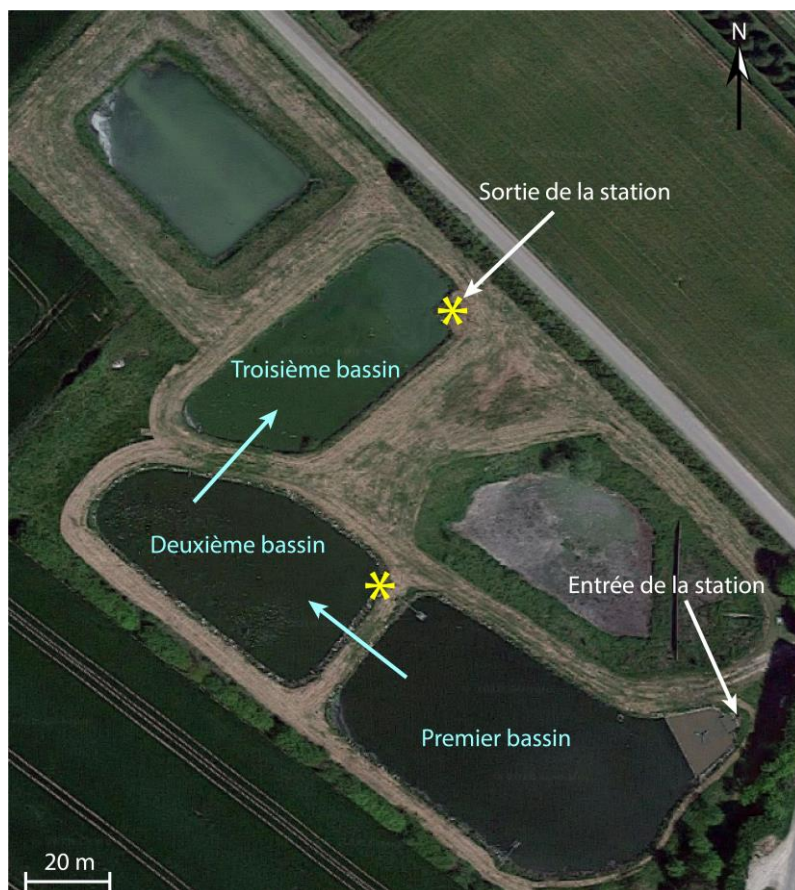 N
Sortie de la station
Troisième bassin
Deuxième bassin
Entrée de la station
Premier bassin
20 m